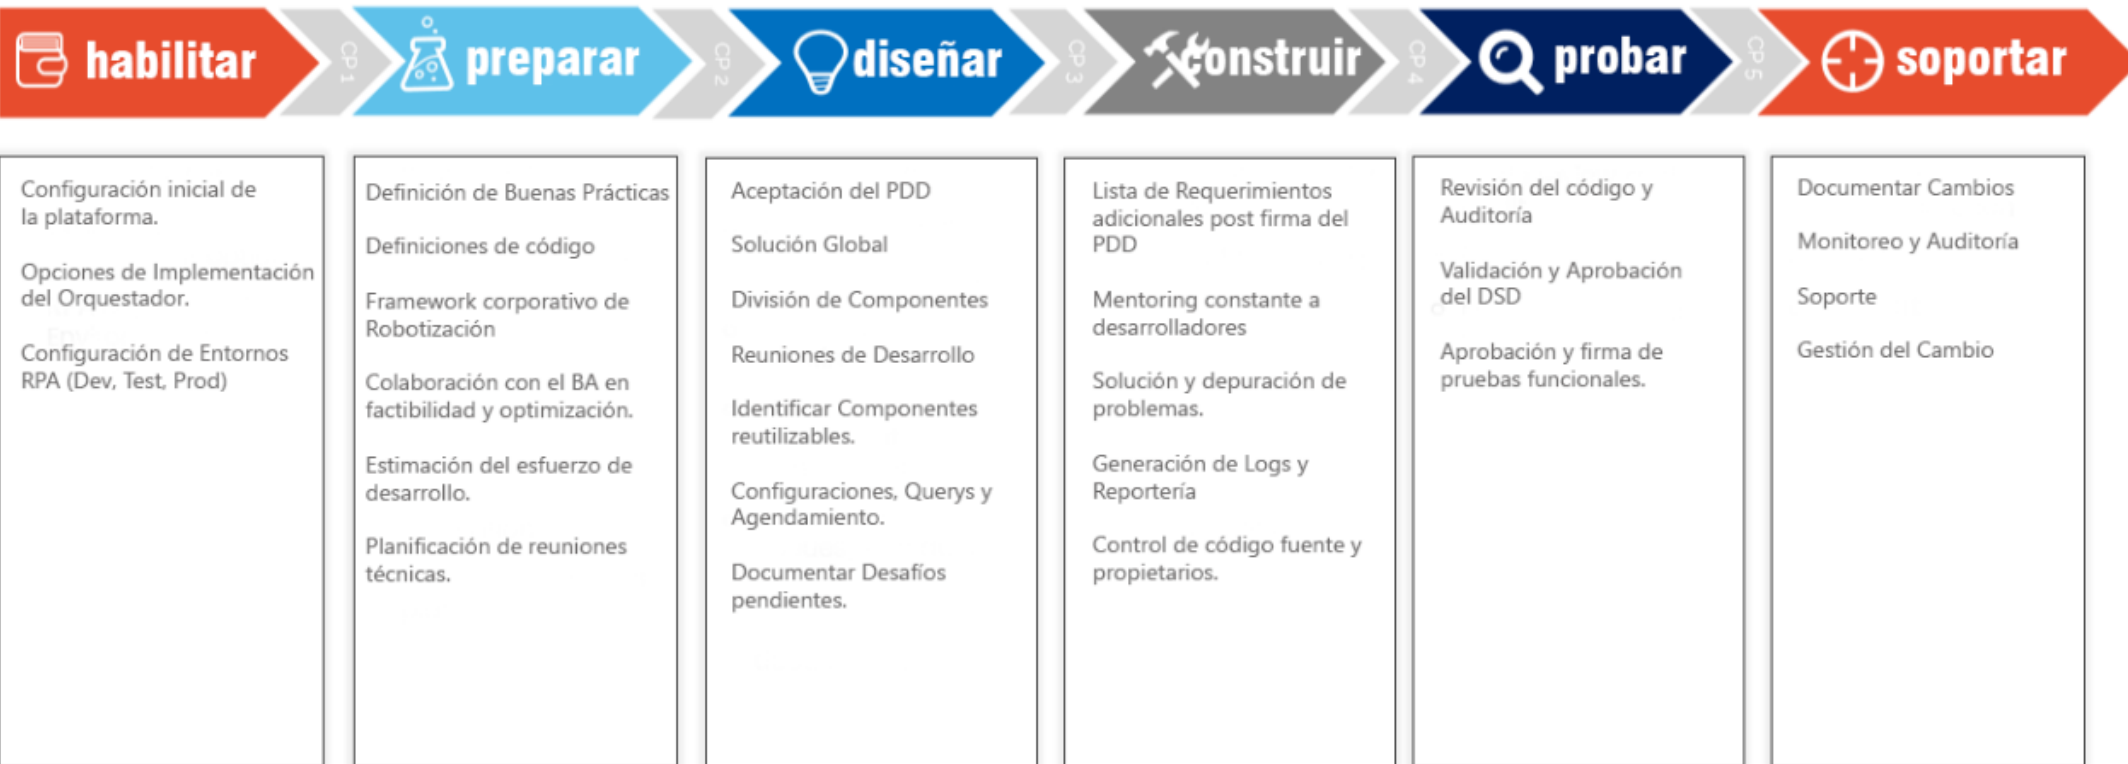 habilitar
CP 1
preparar
CP 2
diseñar
CP 3
construir
CP 4
probar
CP 5
soportar
Configuración inicial de
la plataforma.
Opciones de Implementación
del Orquestador.
Configuración de Entornos
RPA (Dev, Test, Prod)
Definición de Buenas Prácticas
Definiciones de código
Framework corporativo de
Robotización
Colaboración con el BA en
factibilidad y optimización.
Estimación del esfuerzo de
desarrollo.
Planificación de reuniones
técnicas.
Aceptación del PDD
Solución Global
División de Componentes
Reuniones de Desarrollo
Identificar Componentes
reutilizables.
Configuraciones, Querys y
Agendamiento.
Documentar Desafíos
pendientes.
Lista de Requerimientos
adicionales post firma del
PDD
Mentoring constante a
desarrolladores
Solución y depuración de
problemas.
Generación de Logs y
Reportería
Control de código fuente y
propietarios.
Revisión del código y
Auditoría
Validación y Aprobación
del DSD
Aprobación y firma de
pruebas funcionales.
Documentar Cambios
Monitoreo y Auditoría
Soporte
Gestión del Cambio